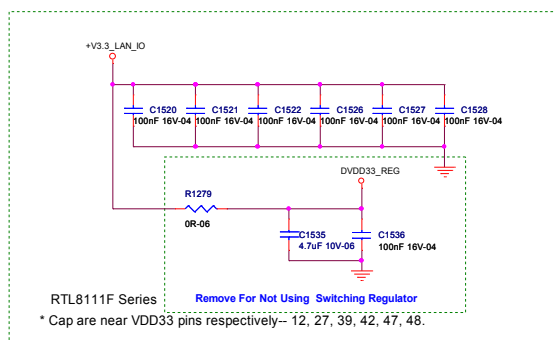 +V3.3_LAN_IO
C1520 C1521 C1522 C1526 C1527 C1528
100nF 16V-04 100nF 16V-04 100nF 16V-04 100nF 16V-04 100nF 16V-04 100nF 16V-04
DVDD33_REG
R1279
0R-06
C1535 C1536
4.7uF 10V-06 100nF 16V-04
RTL8111F Series Remove For Not Using Switching Regulator
* Cap are near VDD33 pins respectively-- 12, 27, 39, 42, 47, 48.